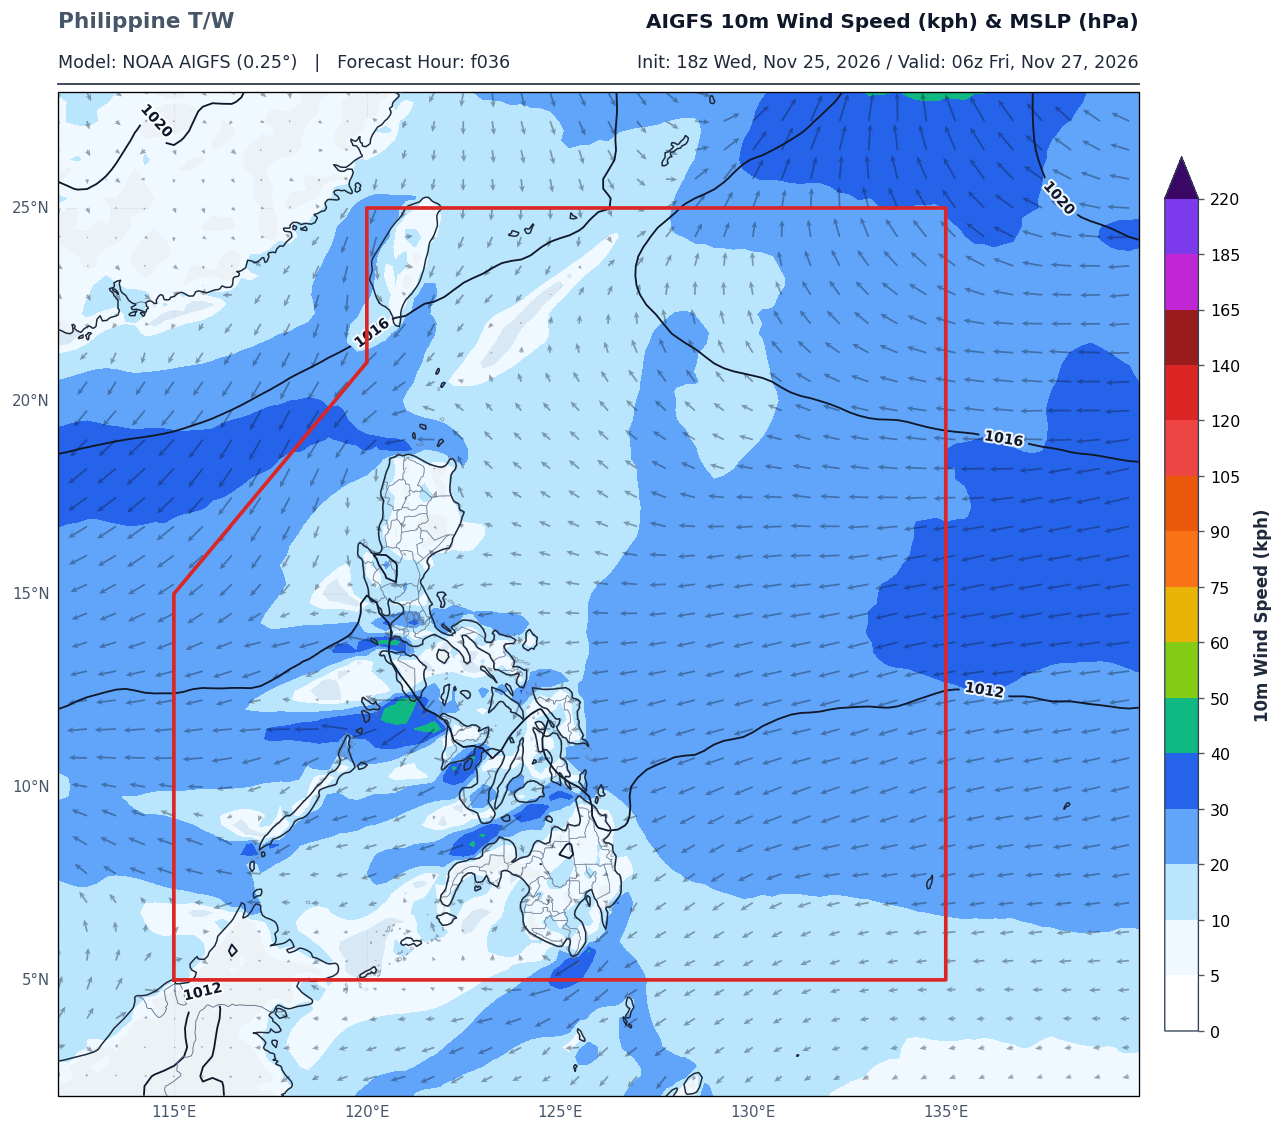 Philippine T/W
AIGFS 10m Wind Speed (kph) & MSLP (hPa)
Model: NOAA AIGFS (0.25°)   |   Forecast Hour: f036
Init: 18z Wed, Nov 25, 2026 / Valid: 06z Fri, Nov 27, 2026
1020
1020
25°N
1016
20°N
1016
15°N
1012
10°N
5°N
1012
115°E
120°E
125°E
130°E
135°E
220
185
165
140
120
105
90
75
60
50
40
30
20
10
5
0
10m Wind Speed (kph)